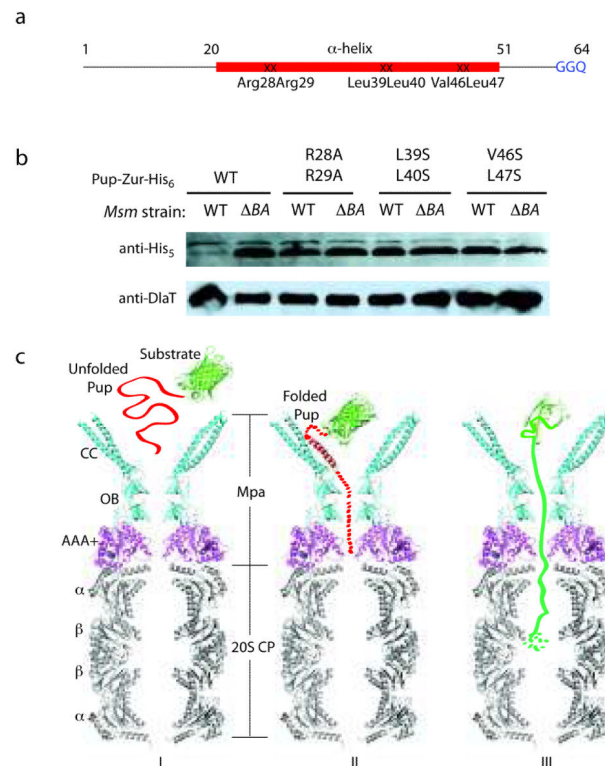 a
1 20 α-helix 51 64
xx xx xx GGQ
Arg28Arg29 Leu39Leu40 Val46Leu47
b
Pup-Zur-His6 WT R28A R29A L39S L40S V46S L47S
Msm strain: WT ΔBA WT ΔBA WT ΔBA WT ΔBA
anti-His5
anti-DlaT
c
Unfolded Pup
Substrate
Folded Pup
CC
OB
AAA+
Mpa
α
β
20S CP
β
α
I II III